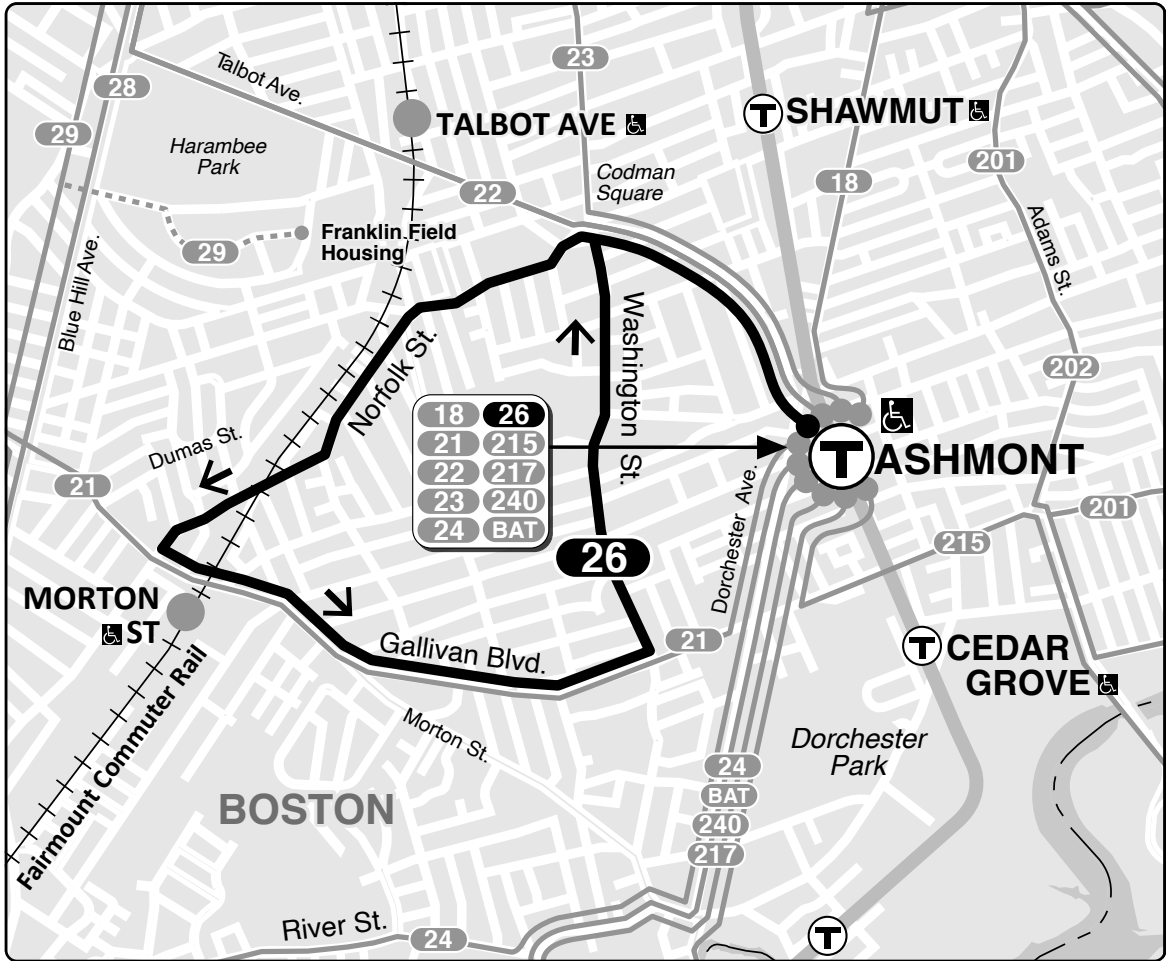 28
23
Talbot Ave.
29
TALBOT AVE
T SHAWMUT
Harambee
Park
201
Codman
Square
18
22
Adams St.
29
Franklin Field
Housing
Blue Hill Ave.
Washington St.
Norfolk St.
202
18 26
21 215
22 217
23 240
24 BAT
Dumas St.
T ASHMONT
21
Dorchester Ave.
201
215
26
MORTON
ST
21
T CEDAR
GROVE
Gallivan Blvd.
Fairmount Commuter Rail
Morton St.
Dorchester
Park
24
BAT
240
217
BOSTON
River St.
24
T